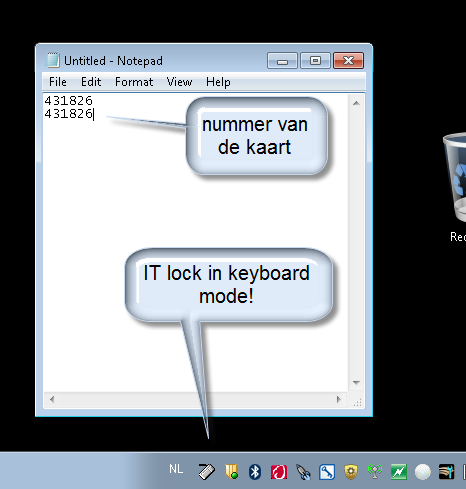 Untitled - Notepad
File Edit Format View Help
431826
431826
nummer van
de kaart
IT lock in keyboard
mode!
NL